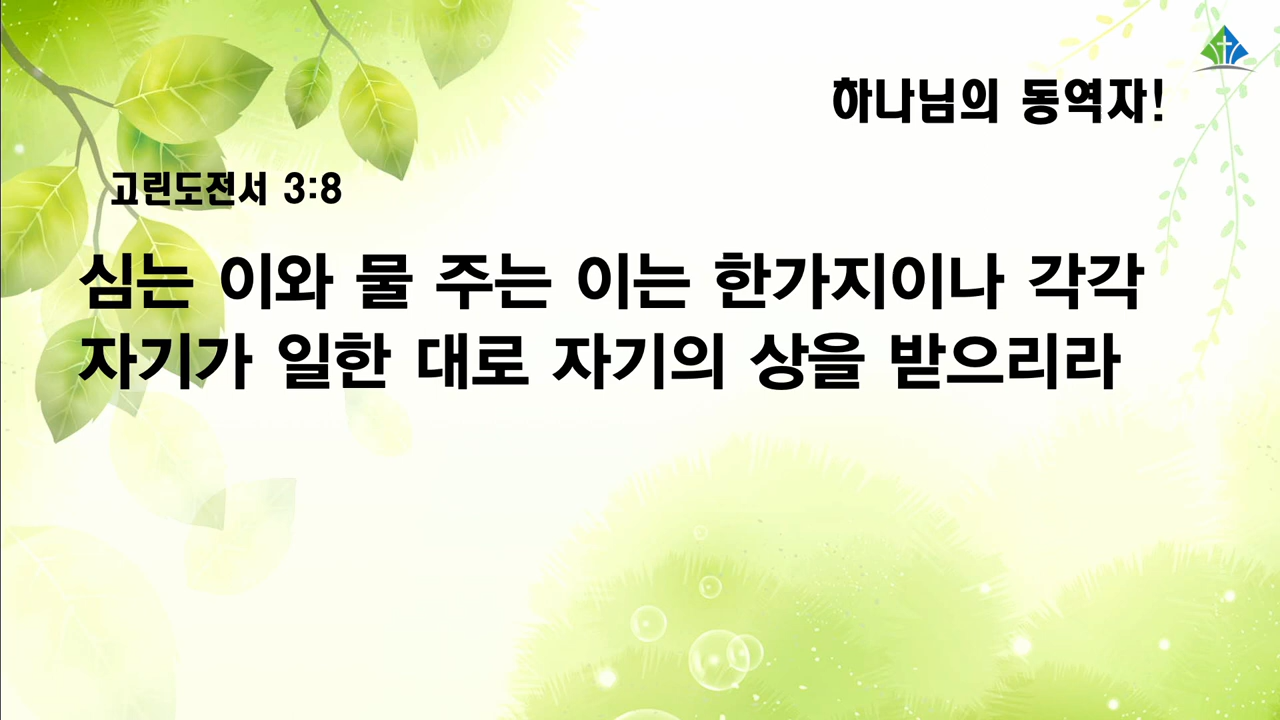 하나님의 동역자!
고린도전서 3:8
심는 이와 물 주는 이는 한가지이나 각각
자기가 일한 대로 자기의 상을 받으리라